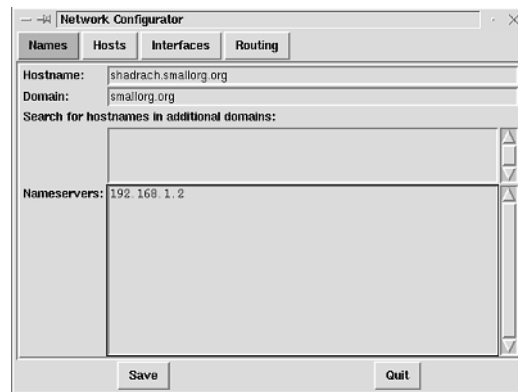 Network Configurator
Names Hosts Interfaces Routing
Hostname: shadrach.smallorg.org
Domain: smallorg.org
Search for hostnames in additional domains:
Nameservers: 192.168.1.2
Save Quit